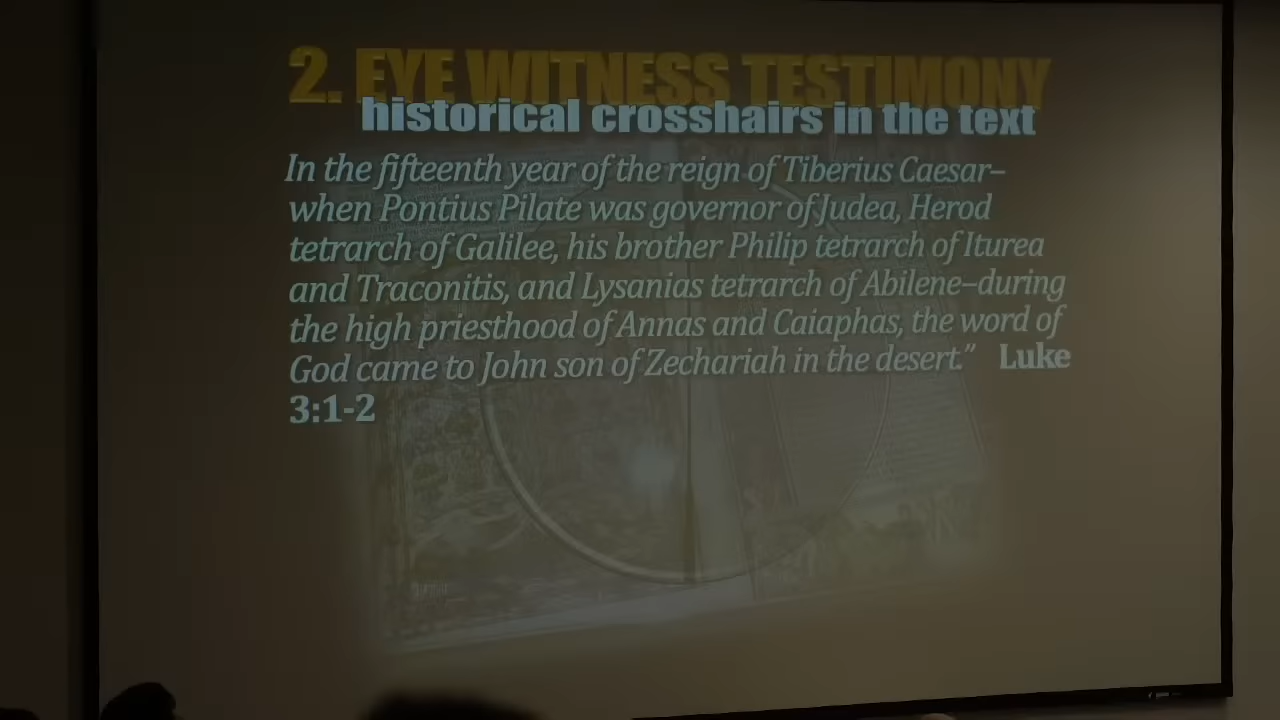 2. EYE WITNESS TESTIMONY
historical crosshairs in the text
In the fifteenth year of the reign of Tiberius Caesar–
when Pontius Pilate was governor of Judea, Herod
tetrarch of Galilee, his brother Philip tetrarch of Iturea
and Traconitis, and Lysanias tetrarch of Abilene–during
the high priesthood of Annas and Caiaphas, the word of
God came to John son of Zechariah in the desert.” Luke
3:1-2